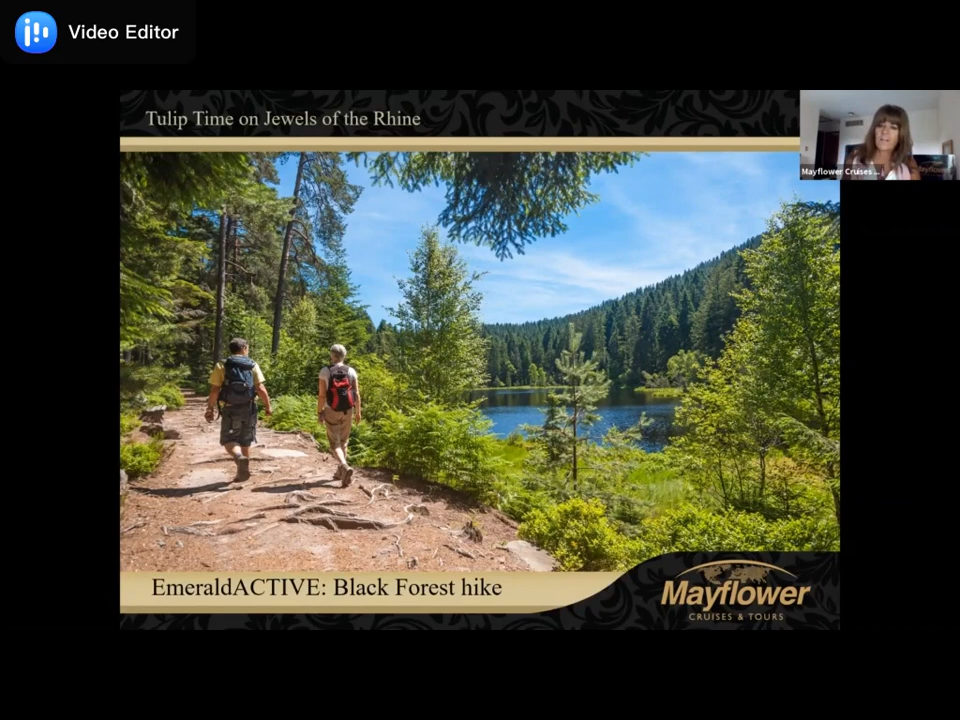 Video Editor
Tulip Time on Jewels of the Rhine
Mayflower Cruises ...
EmeraldACTIVE: Black Forest hike
Mayflower
CRUISES & TOURS